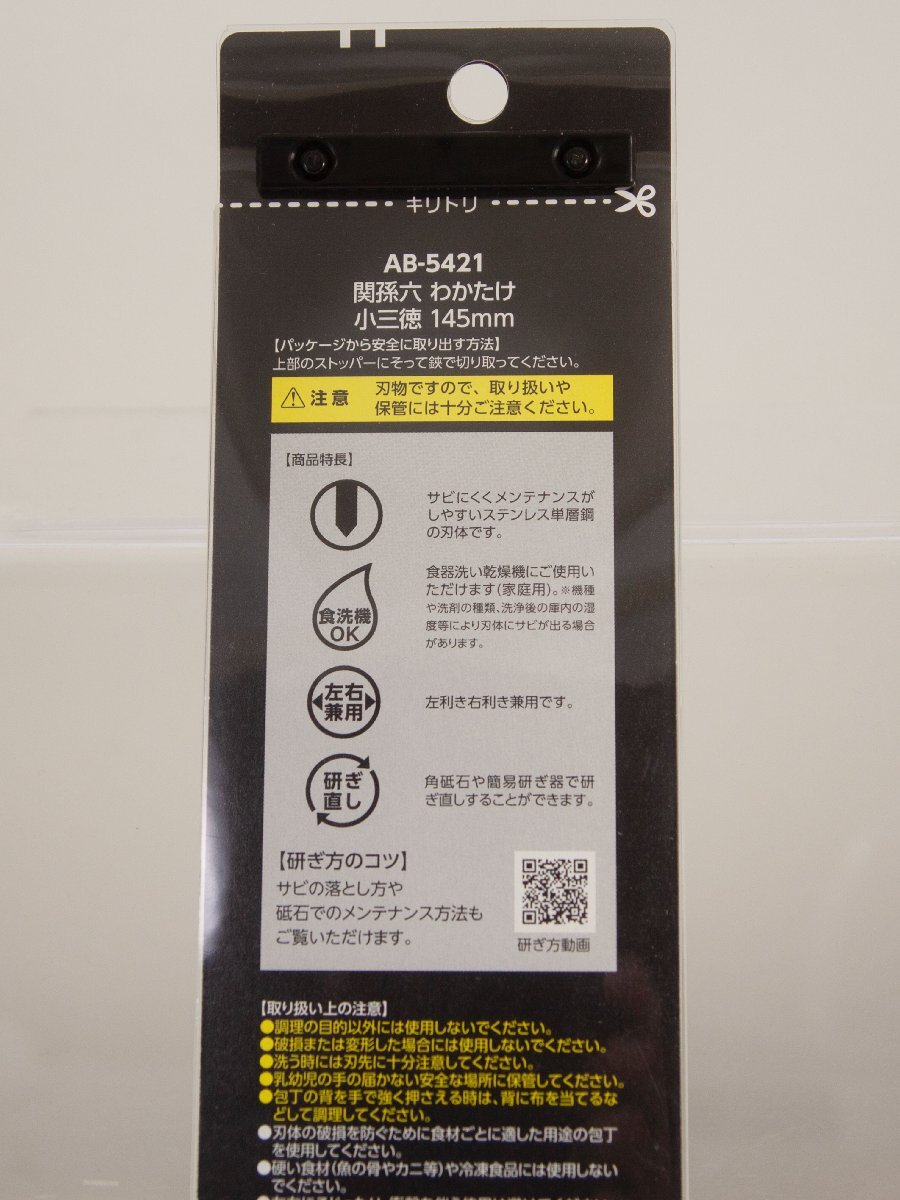 キリトリ
AB-5421
関孫六 わかたけ
小三徳 145mm
【パッケージから安全に取り出す方法】
上部のストッパーにそって鋏で切り取ってください。
注意
刃物ですので、取り扱いや
保管には十分ご注意ください。
【商品特長】
サビにくくメンテナンスが
しやすいステンレス単層鋼
の刃体です。
食洗機
OK
食器洗い乾燥機にご使用い
ただけます(家庭用)。※機種
や洗剤の種類、洗浄後の庫内の湿
度等により刃体にサビが出る場合
があります。
左右
兼用
左利き右利き兼用です。
研ぎ
直し
角砥石や簡易研ぎ器で研
ぎ直しすることができます。
【研ぎ方のコツ】
サビの落とし方や
砥石でのメンテナンス方法も
ご覧いただけます。
研ぎ方動画
【取り扱い上の注意】
●調理の目的以外には使用しないでください。
●破損または変形した場合には使用しないでください。
●洗う時には刃先に十分注意してください。
●乳幼児の手の届かない安全な場所に保管してください。
●包丁の背を手で強く押さえる時は、背に布を当てるな
どして調理してください。
●刃体の破損を防ぐために食材ごとに適した用途の包丁
を使用してください。
●硬い食材(魚の骨やカニ等)や冷凍食品には使用しない
でください。